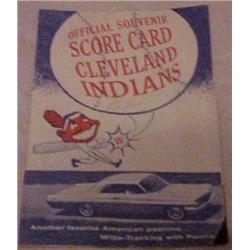 OFFICIAL SOUVENIR
SCORE CARD
CLEVELAND
INDIANS
Another favorite American pastime...
Wide-Tracking with Pontiac